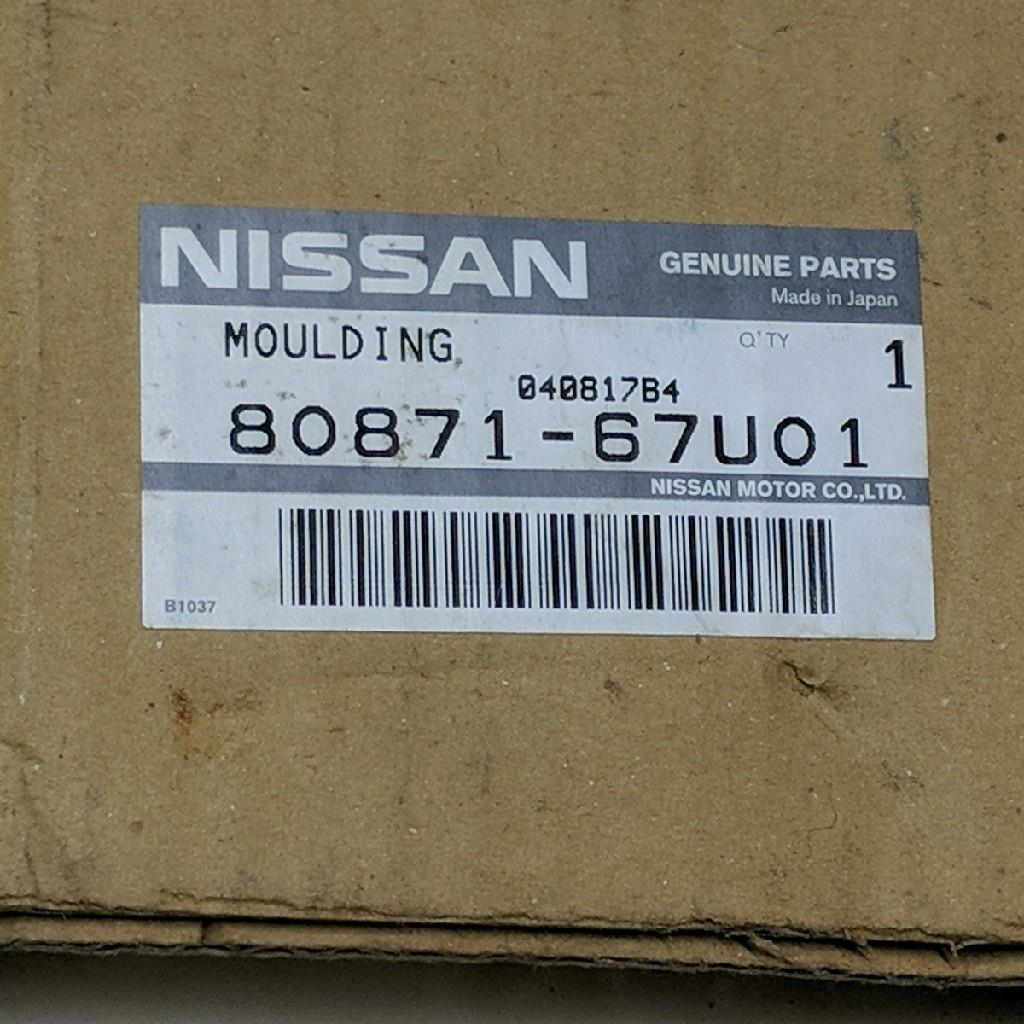 NISSAN
GENUINE PARTS
Made in Japan
MOULDING
Q'TY
1
040817B4
80871-67U01
NISSAN MOTOR CO.,LTD.
B1037